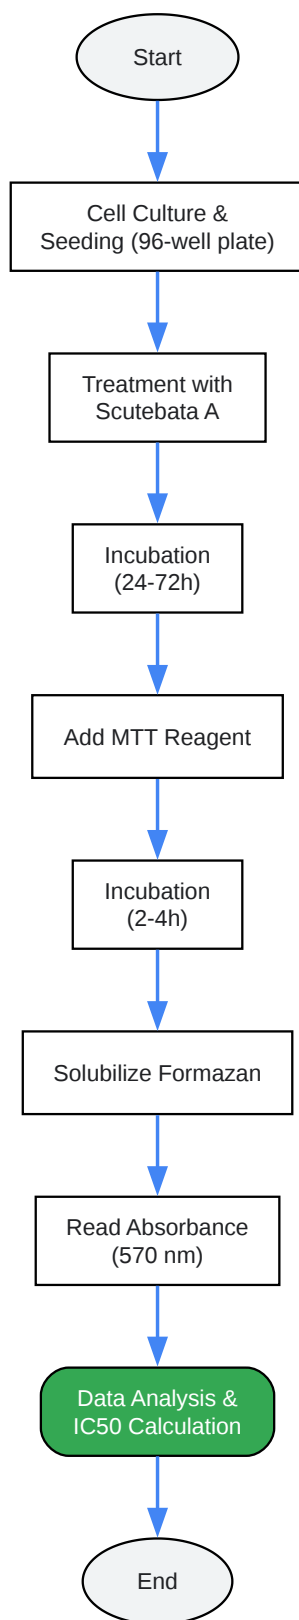 Start
Cell Culture &
Seeding (96-well plate)
Treatment with
Scutebata A
Incubation
(24-72h)
Add MTT Reagent
Incubation
(2-4h)
Solubilize Formazan
Read Absorbance
(570 nm)
Data Analysis &
IC50 Calculation
End